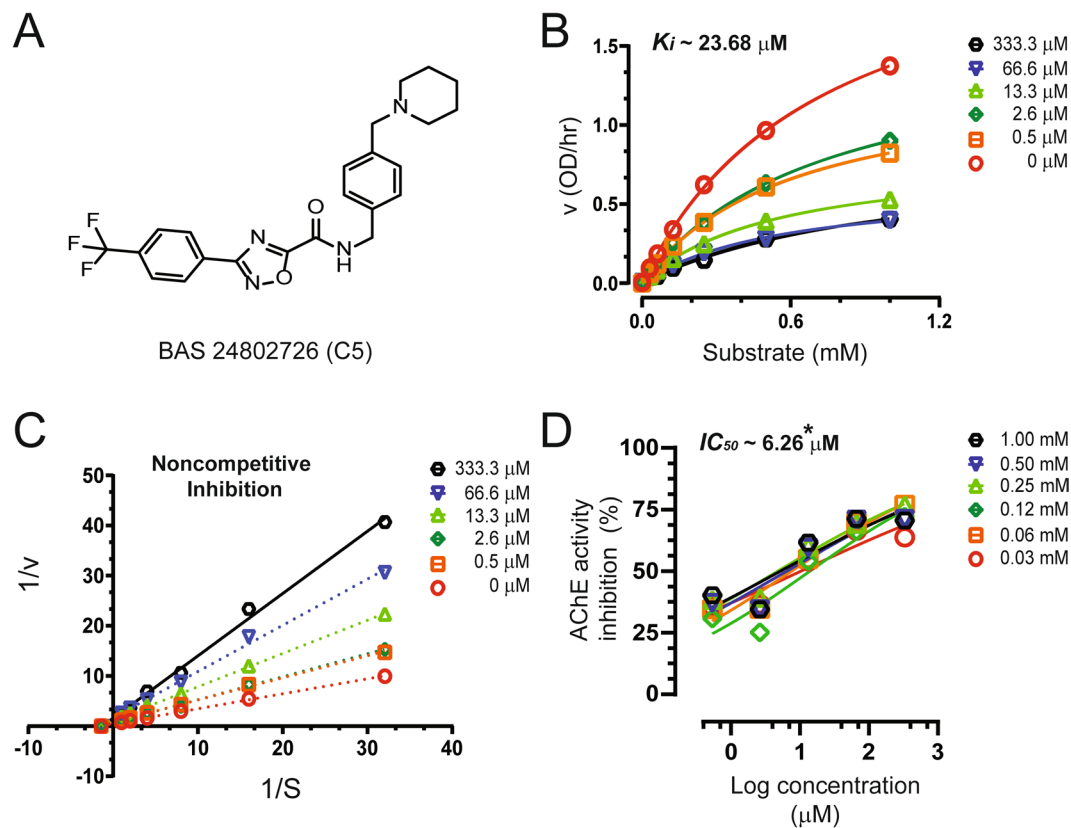 A
N
O
N
H
N
N
O
F
F
F
BAS 24802726 (C5)
B
Ki ~ 23.68 μM
1.5
1.0
0.5
0.0
v (OD/hr)
0.0 0.6 1.2
Substrate (mM)
333.3 μM
66.6 μM
13.3 μM
2.6 μM
0.5 μM
0 μM
C
Noncompetitive
Inhibition
50
40
30
20
10
-10
1/v
-10 10 20 30 40
1/S
333.3 μM
66.6 μM
13.3 μM
2.6 μM
0.5 μM
0 μM
D
IC50 ~ 6.26 μM
*
100
75
50
25
0
AChE activity
inhibition (%)
0 1 2 3
Log concentration
(μM)
1.00 mM
0.50 mM
0.25 mM
0.12 mM
0.06 mM
0.03 mM